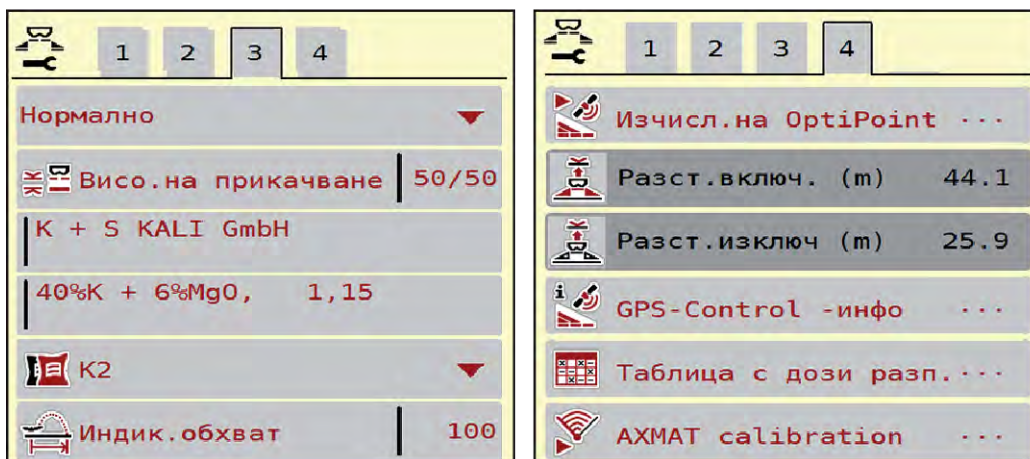 1 2 3 4
Нормално
Висо.на прикачване 50/50
K + S KALI GmbH
40%K + 6%MgO, 1,15
K2
Индик.обхват 100
1 2 3 4
Изчисл.на OptiPoint ...
Разст.включ. (m) 44.1
Разст.изключ (m) 25.9
i
GPS-Control -инфо ...
Таблица с дози разп....
AXMAT calibration ...